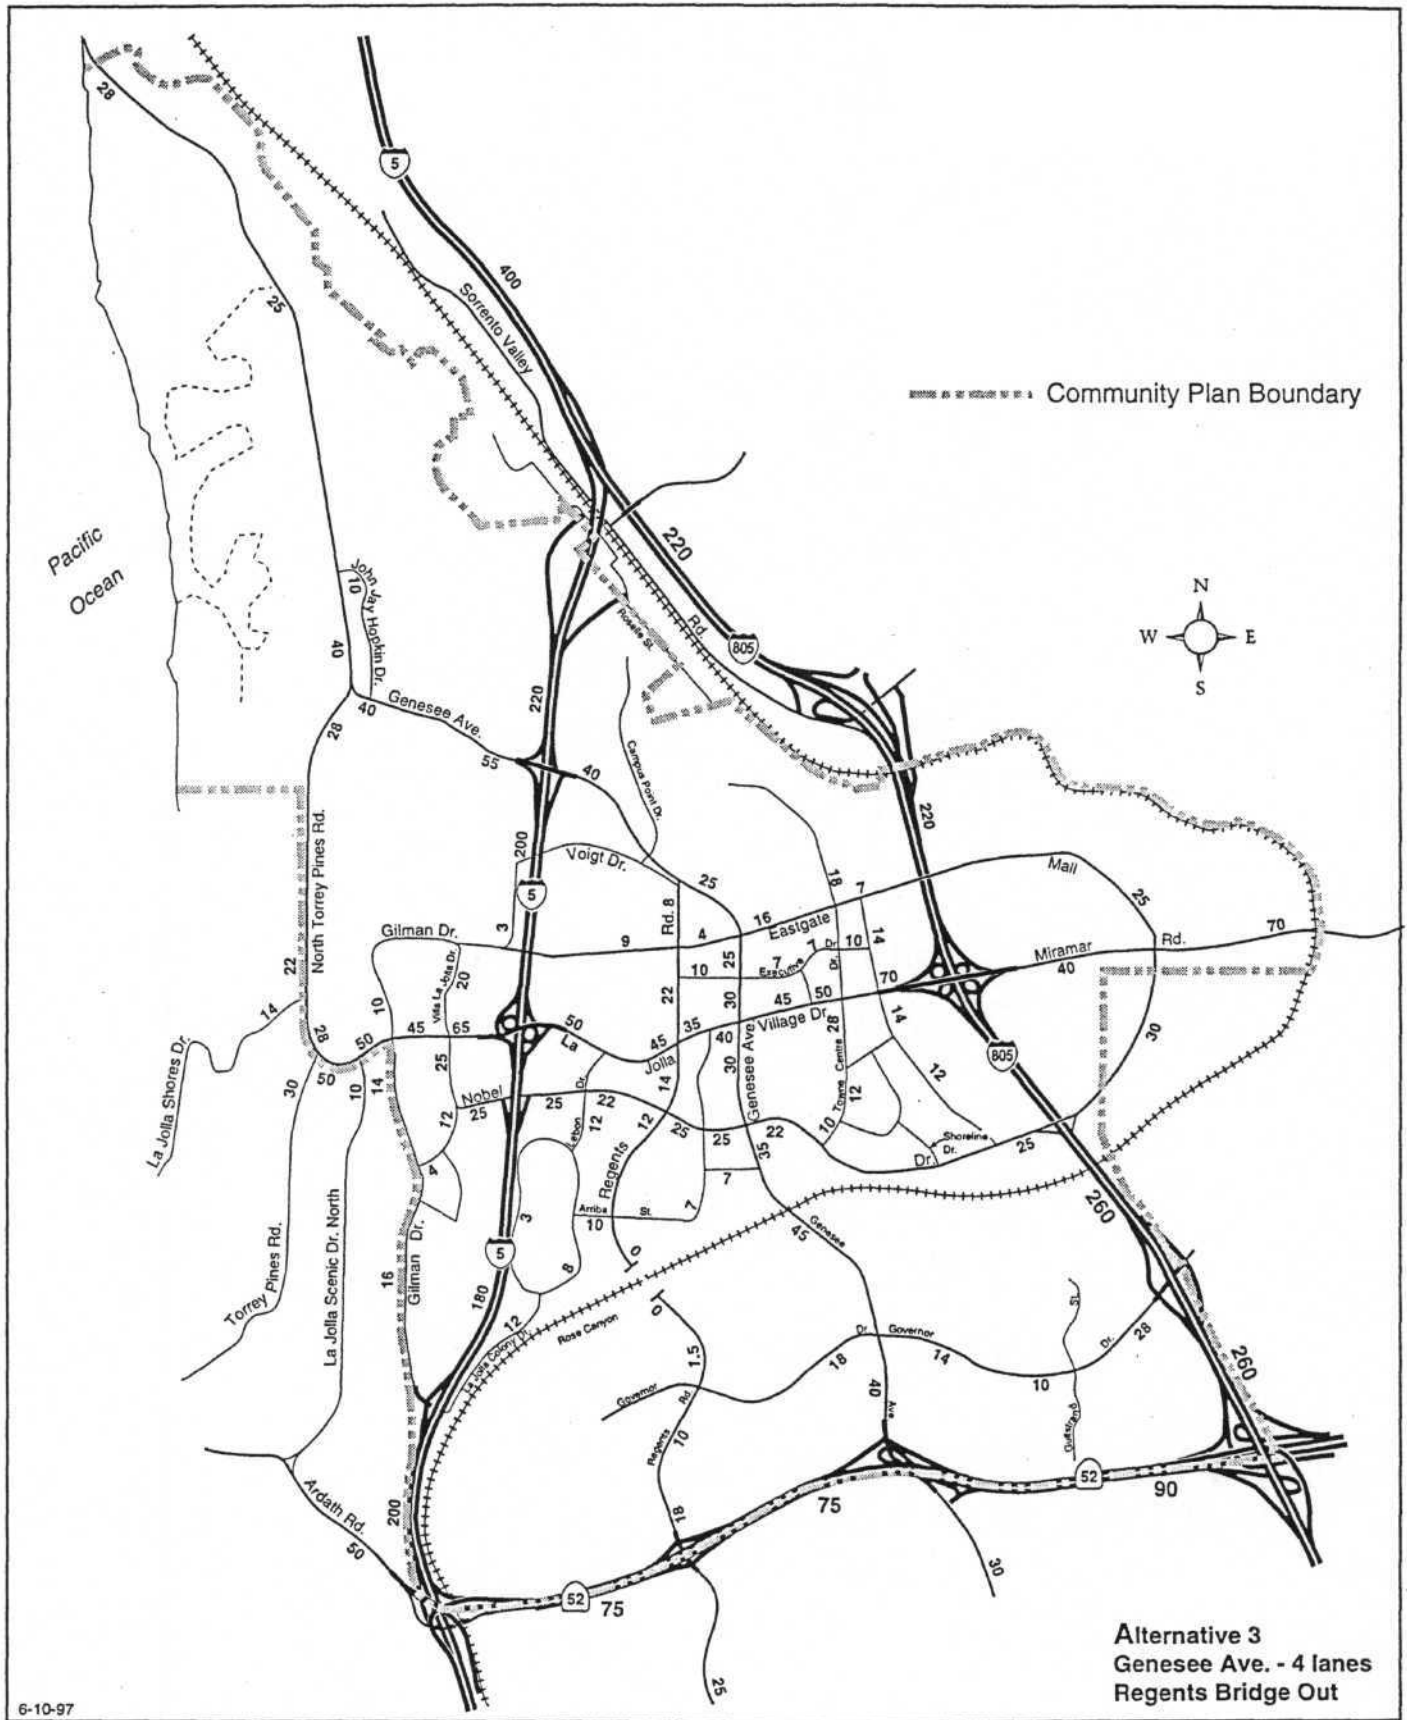 28
5
400
Sorrento Valley
25
Community Plan Boundary
Pacific
Ocean
220
N
W
E
S
John Jay Hopkin Dr.
10
Roselle St.
Rd.
805
40
220
40
Genesee Ave.
28
55
40
Campus Point Dr.
220
North Torrey Pines Rd.
200
Voigt Dr.
25
18
7
Mall
25
5
Rd. 8
16
Eastgate
3
Gilman Dr.
9
4
7
Dr.
10
14
Miramar
Rd.
70
40
Villa La Jolla Dr.
20
22
10
25
Executive
7
Dr.
70
22
14
10
30
45
50
28
50
45
65
50
La
45
Jolla
35
40
Village Dr.
28
14
30
50
30
10
14
25
30
Genesee Ave.
Towne Centre
12
12
805
La Jolla Shores Dr.
Nobel
25
25
Dr.
22
14
12
12
Lebon
12
25
25
22
10
Shoreline
Dr.
Dr.
25
4
Regents
35
7
7
Arriba
St.
10
3
260
Genesee
45
0
8
5
Torrey Pines Rd.
La Jolla Scenic Dr. North
16
Gilman Dr.
180
12
La Jolla Colony Dr.
Rose Canyon
0
1.5
Dr.
Governor
18
14
St.
Dr.
28
260
10
Governor
Rd
Regents
10
40
Ave
52
90
Ardath Rd.
50
200
18
75
30
52
75
25
Alternative 3
Genesee Ave. - 4 lanes
Regents Bridge Out
6-10-97